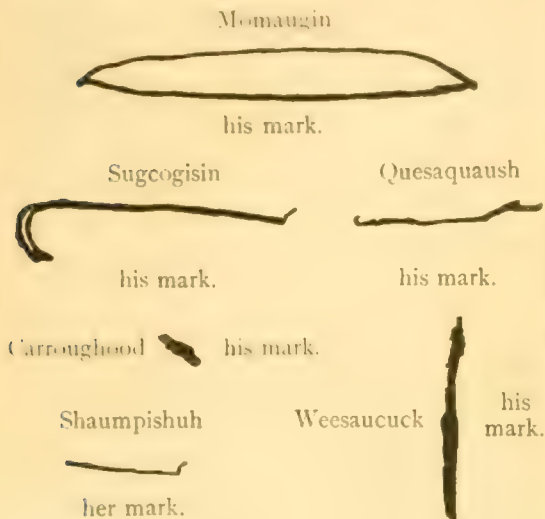 Momaugin
his mark.
Sugcogisin
his mark.
Quesaquaush
his mark.
Carroughood his mark.
Shaumpishuh
her mark.
Weesaucuck his
mark.